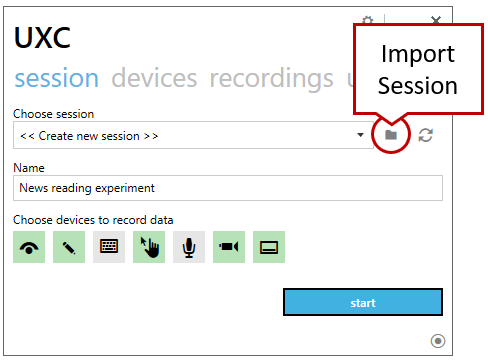 UXC
Import
Session
session devices recordings u
Choose session
<< Create new session >>
Name
News reading experiment
Choose devices to record data
start